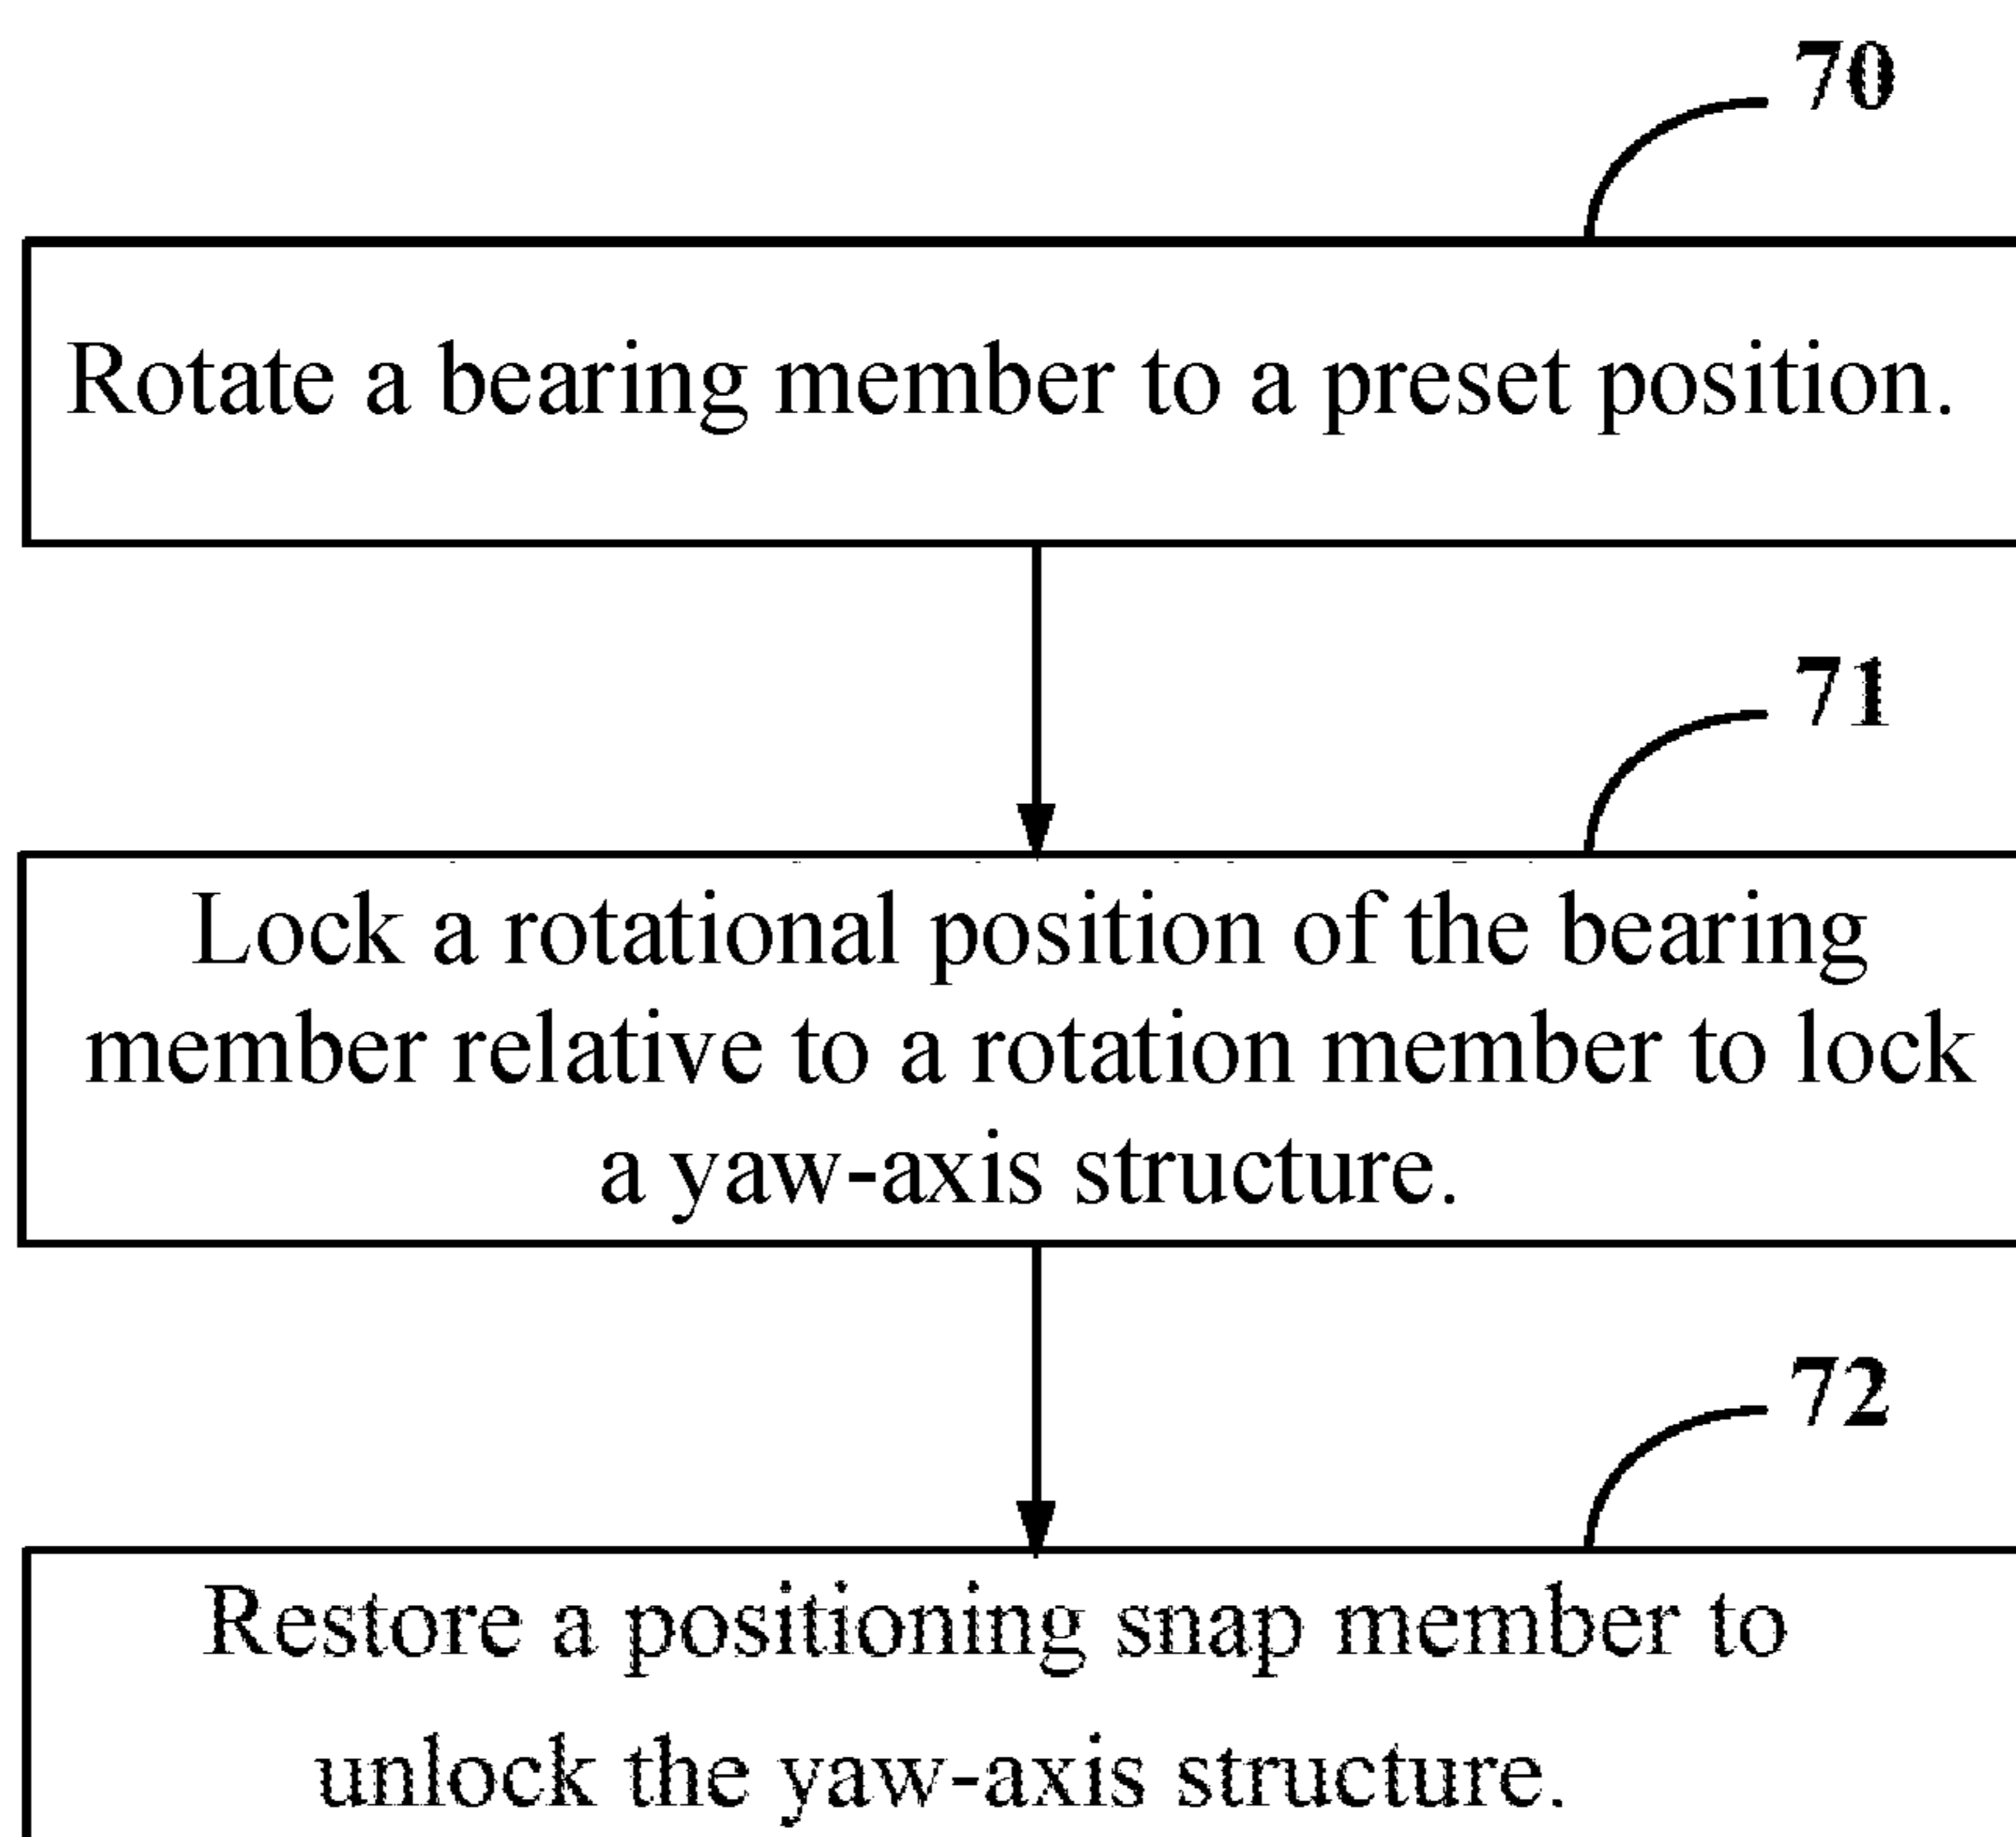 70
Rotate a bearing member to a preset position.
71
Lock a rotational position of the bearing
member relative to a rotation member to lock
a yaw-axis structure.
72
Restore a positioning snap member to
unlock the yaw-axis structure.